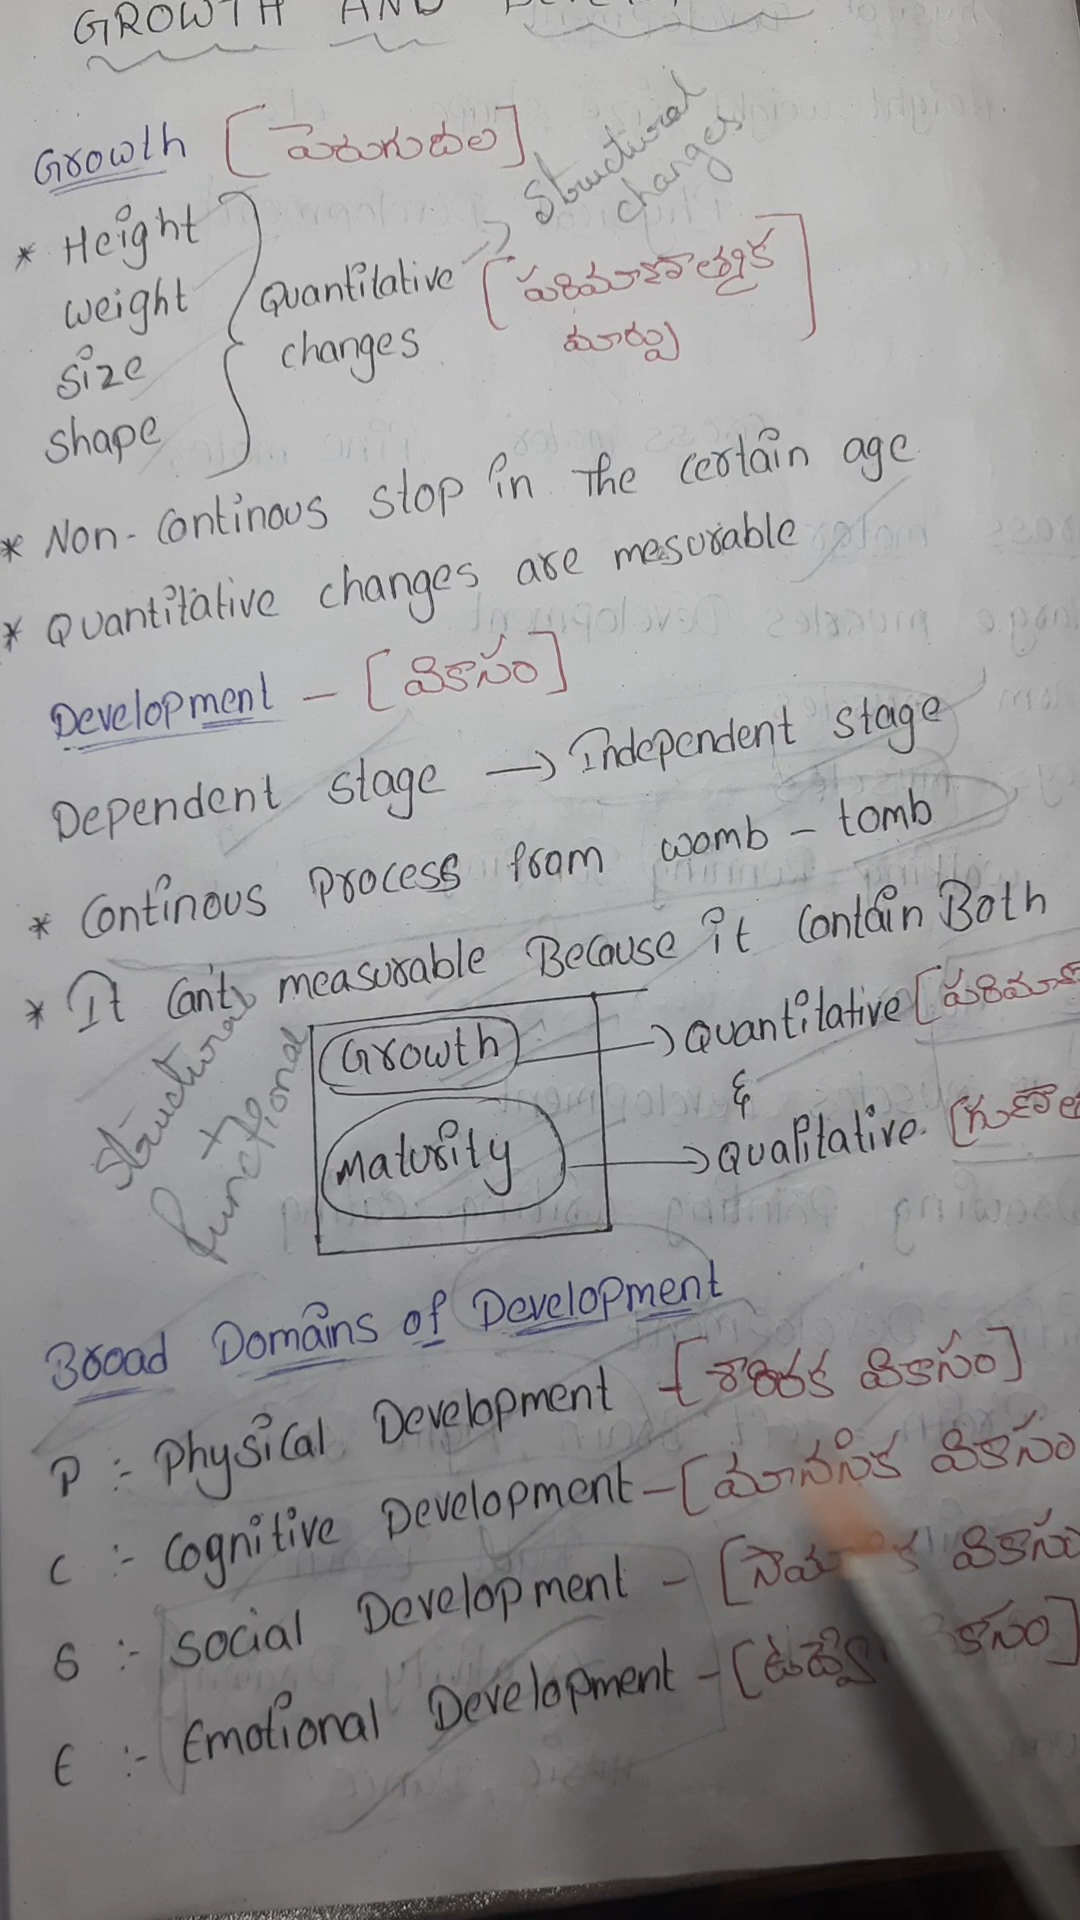 GROWTH AND
Growth [పెరుగుదల]
* Height
weight
size
shape
Quantitative changes
→ Structural changes
[పరిమాణాత్మక
మార్పు]
* Non-Continous stop in the certain age
* Quantitative changes are mesurable
Development - [వికాసం]
Dependent stage → Independent stage
* Continous Process from womb - tomb
* It can't measurable Because it contain Both
Structural + functional
Growth → Quantitative
&
Maturity → Qualitative.
Broad Domains of Development
P :- Physical Development - [శారీరక వికాసం]
C :- Cognitive Development - [మానసిక వికాసం
S :- Social Development - [
E :- Emotional Development - [